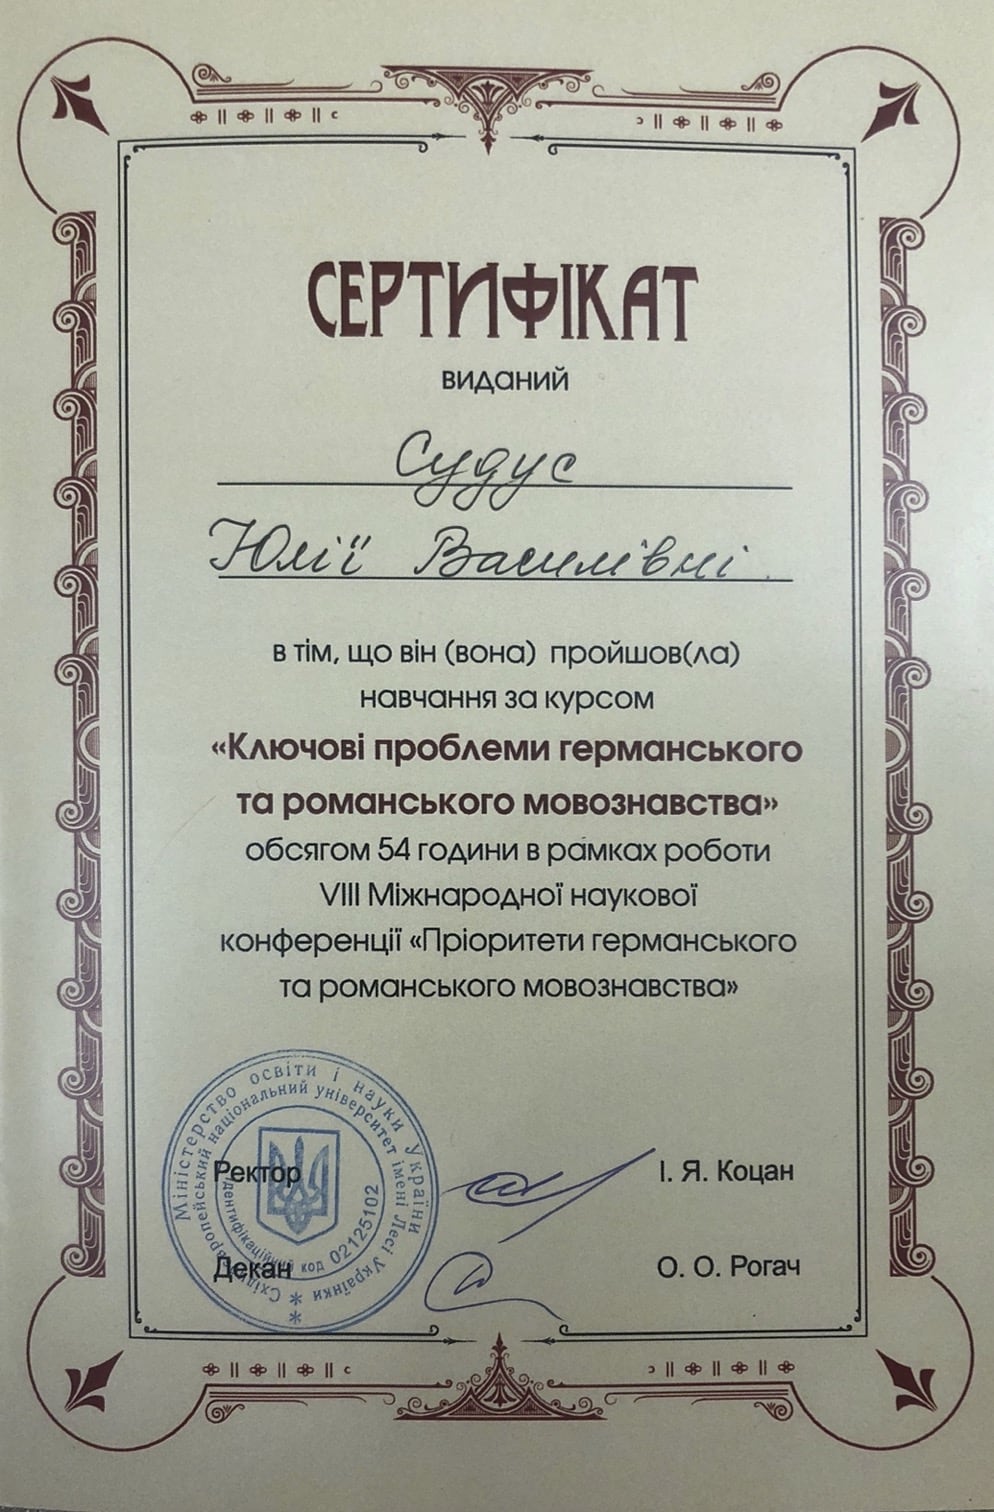 СЕРТИФІКАТ
виданий
Судус
Юлії Василівні
в тім, що він (вона) пройшов(ла)
навчання за курсом
«Ключові проблеми германського
та романського мовознавства»
обсягом 54 години в рамках роботи
VIII Міжнародної наукової
конференції «Пріоритети германського
та романського мовознавства»
Міністерство освіти і науки України
Східноєвропейський національний університет імені Лесі Українки
Ідентифікаційний код 02125102
Ректор І. Я. Коцан
Декан О. О. Рогач